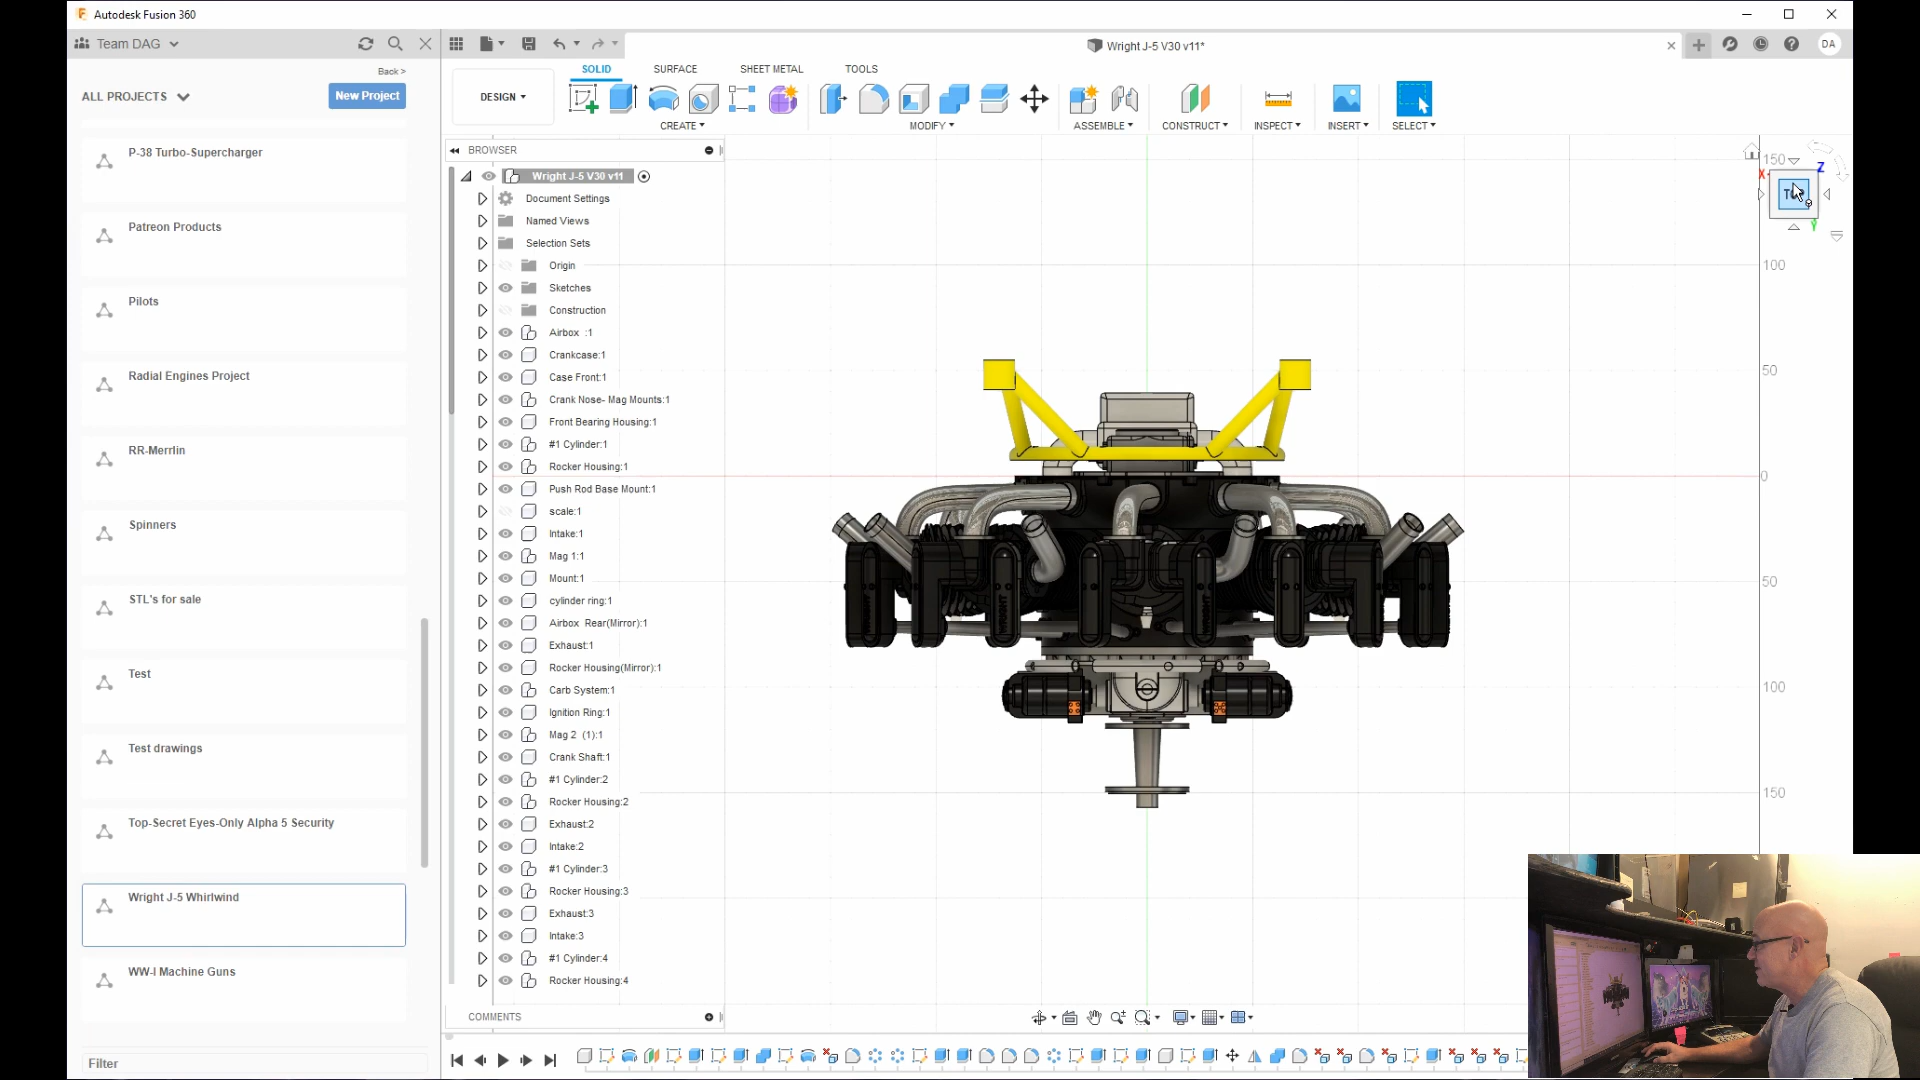 Autodesk Fusion 360
Team DAG
Wright J-5 V30 v11*
DA
Back >
ALL PROJECTS
New Project
P-38 Turbo-Supercharger
Patreon Products
Pilots
Radial Engines Project
RR-Merrlin
Spinners
STL's for sale
Test
Test drawings
Top-Secret Eyes-Only Alpha 5 Security
Wright J-5 Whirlwind
WW-I Machine Guns
Filter
SOLID
SURFACE
SHEET METAL
TOOLS
DESIGN
CREATE
MODIFY
ASSEMBLE
CONSTRUCT
INSPECT
INSERT
SELECT
BROWSER
Wright J-5 V30 v11
Document Settings
Named Views
Selection Sets
Origin
Sketches
Construction
Airbox :1
Crankcase:1
Case Front:1
Crank Nose- Mag Mounts:1
Front Bearing Housing:1
#1 Cylinder:1
Rocker Housing:1
Push Rod Base Mount:1
scale:1
Intake:1
Mag 1:1
Mount:1
cylinder ring:1
Airbox Rear(Mirror):1
Exhaust:1
Rocker Housing(Mirror):1
Carb System:1
Ignition Ring:1
Mag 2 (1):1
Crank Shaft:1
#1 Cylinder:2
Rocker Housing:2
Exhaust:2
Intake:2
#1 Cylinder:3
Rocker Housing:3
Exhaust:3
Intake:3
#1 Cylinder:4
Rocker Housing:4
COMMENTS
150
100
50
0
50
100
150
X
Z
Y
WRIGHT
WRIGHT